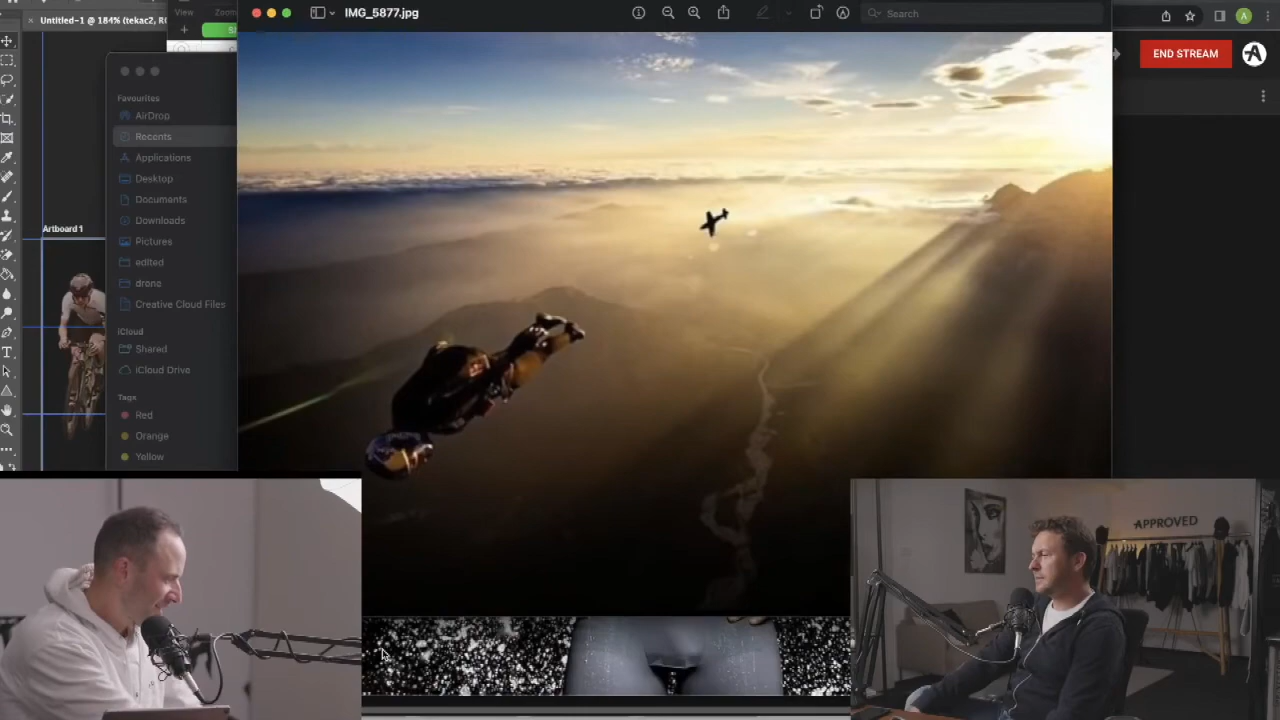 Untitled-1 @ 184% (tekac2, R
View
IMG_5877.jpg
Search
END STREAM
Favourites
AirDrop
Recents
Applications
Desktop
Documents
Downloads
Pictures
edited
drone
Creative Cloud Files
iCloud
Shared
iCloud Drive
Tags
Red
Orange
Yellow
Artboard 1
APPROVED